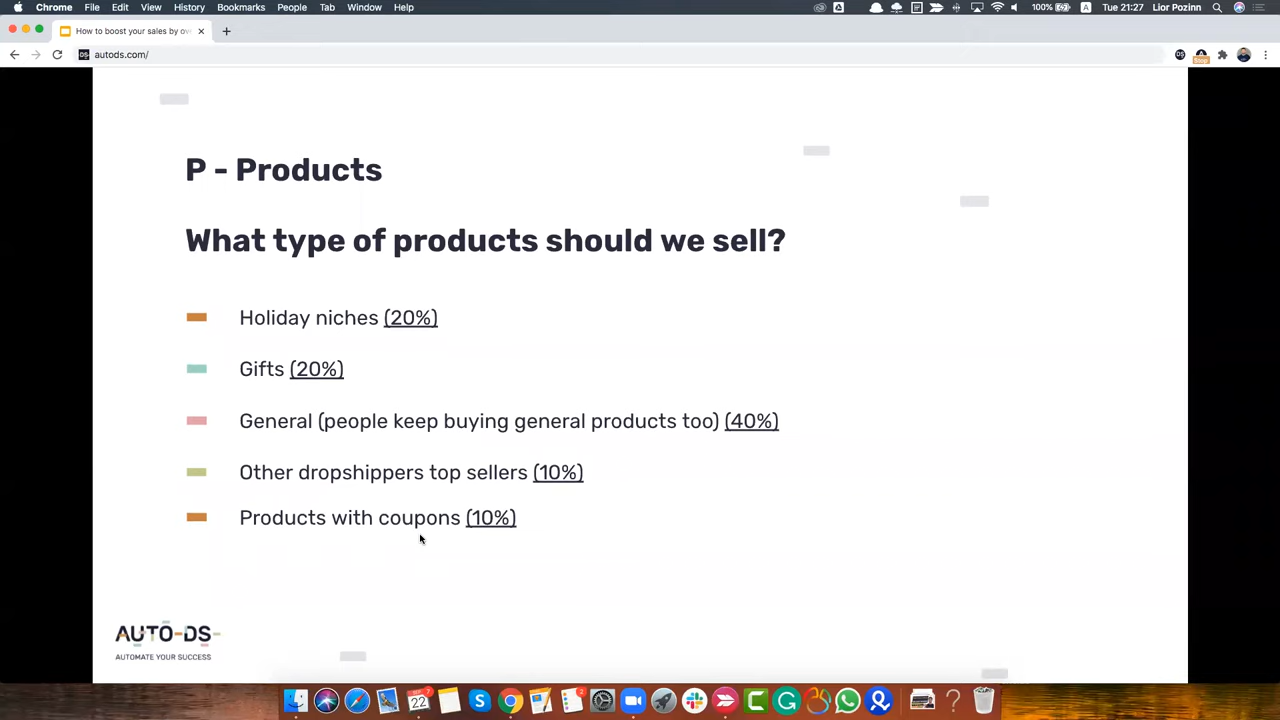 Chrome File Edit View History Bookmarks People Tab Window Help
100% A Tue 21:27 Lior Pozinn
How to boost your sales by ov
autods.com/
Stop
P - Products
What type of products should we sell?
Holiday niches (20%)
Gifts (20%)
General (people keep buying general products too) (40%)
Other dropshippers top sellers (10%)
Products with coupons (10%)
AUTO-DS
AUTOMATE YOUR SUCCESS
22